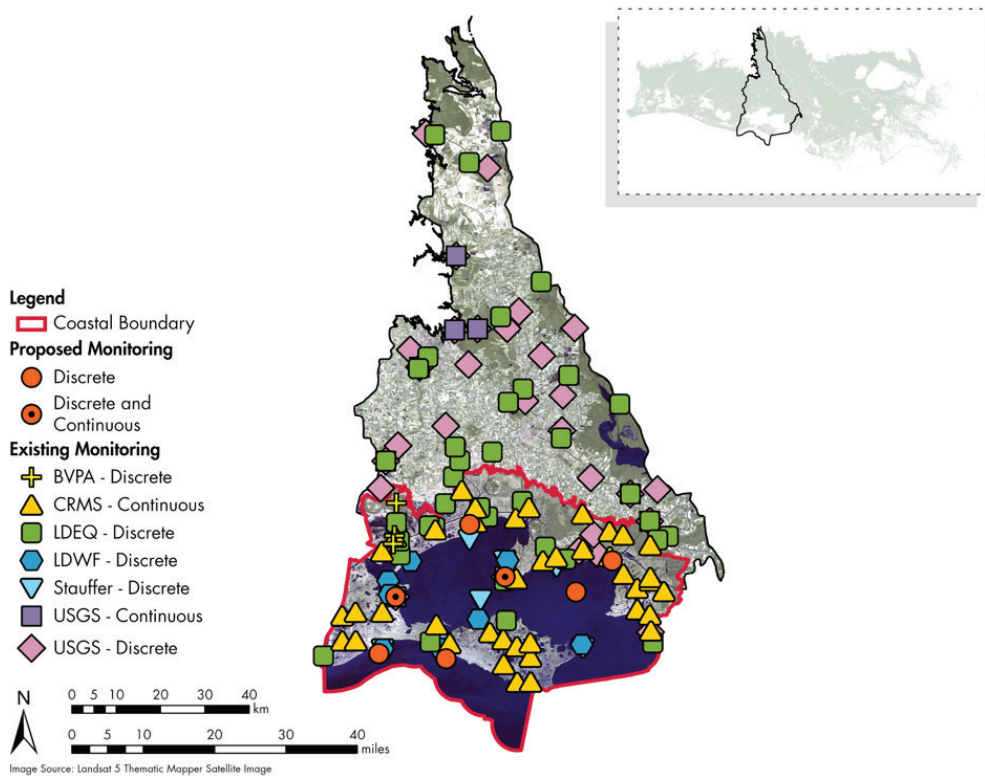 Legend
Coastal Boundary
Proposed Monitoring
Discrete
Discrete and
Continuous
Existing Monitoring
BVPA - Discrete
CRMS - Continuous
LDEQ - Discrete
LDWF - Discrete
Stauffer - Discrete
USGS - Continuous
USGS - Discrete
N
0 5 10 20 30 40
km
0 5 10 20 30 40
miles
Image Source: Landsat 5 Thematic Mapper Satellite Image